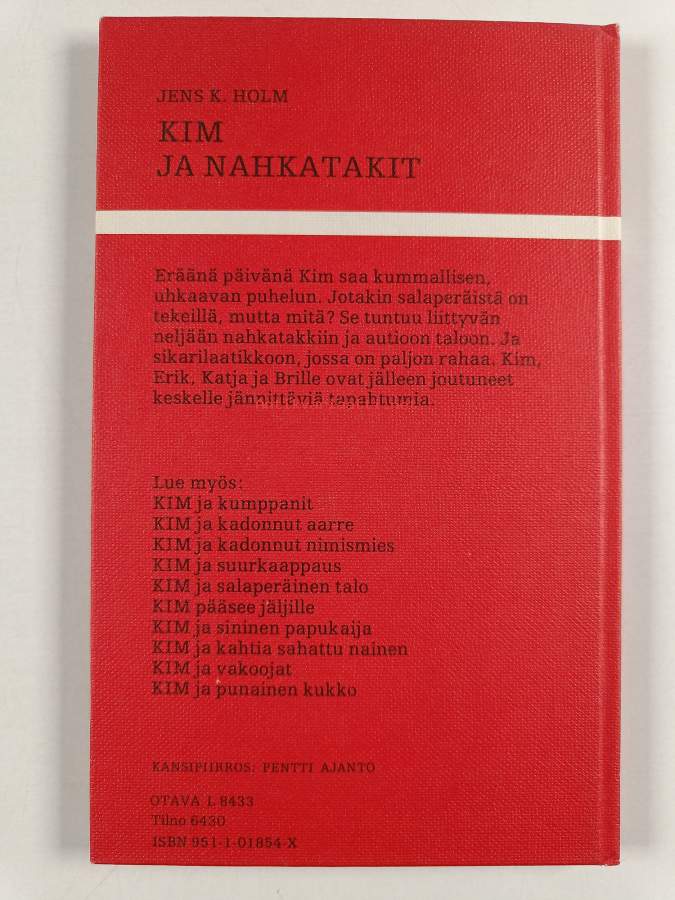 JENS K. HOLM
KIM
JA NAHKATAKIT
Eräänä päivänä Kim saa kummallisen,
uhkaavan puhelun. Jotakin salaperäistä on
tekeillä, mutta mitä? Se tuntuu liittyvän
neljään nahkatakkiin ja autioon taloon. Ja
sikarilaatikkoon, jossa on paljon rahaa. Kim,
Erik, Katja ja Brille ovat jälleen joutuneet
keskelle jännittäviä tapahtumia.
Lue myös:
KIM ja kumppanit
KIM ja kadonnut aarre
KIM ja kadonnut nimismies
KIM ja suurkaappaus
KIM ja salaperäinen talo
KIM pääsee jäljille
KIM ja sininen papukaija
KIM ja kahtia sahattu nainen
KIM ja vakoojat
KIM ja punainen kukko
KANSIPIIRROS: PENTTI AJANTO
OTAVA L 8433
Tilno 6430
ISBN 951-1-01854-X